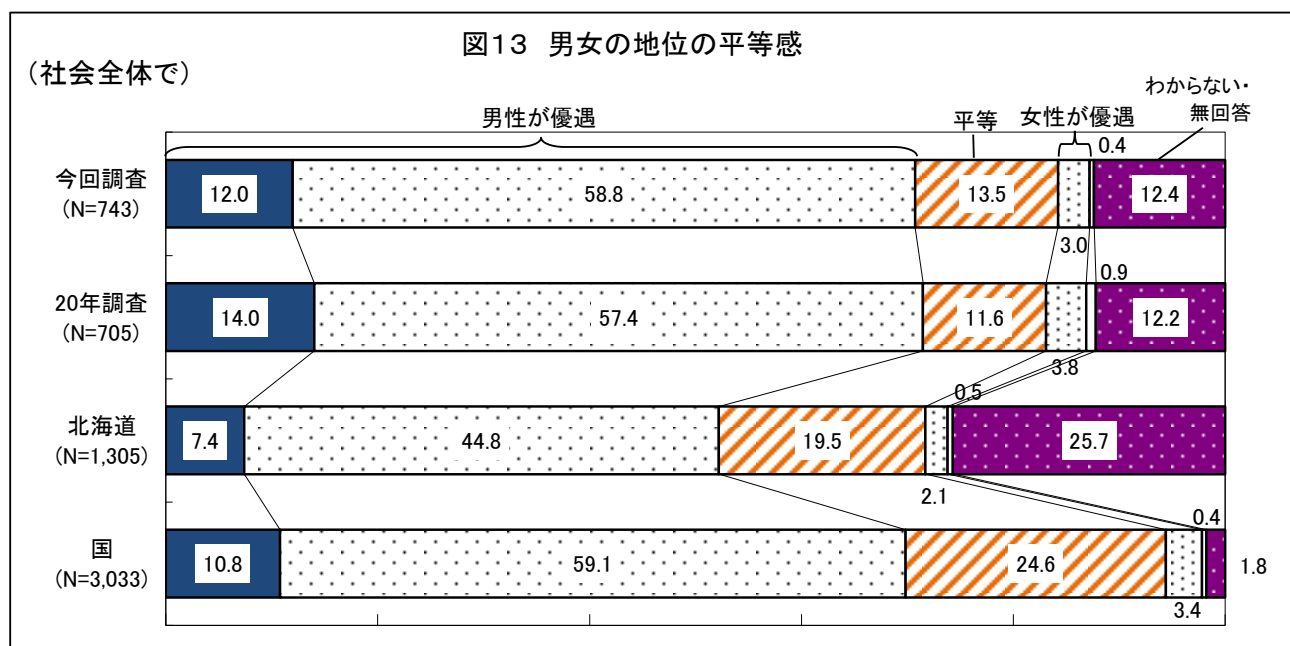 図13 男女の地位の平等感
(社会全体で)
わからない・
無回答
男性が優遇
平等
女性が優遇
0.4
今回調査
(N=743)
12.0
58.8
13.5
3.0
12.4
20年調査
(N=705)
14.0
57.4
11.6
3.8
0.9
12.2
北海道
(N=1,305)
7.4
44.8
19.5
2.1
0.5
25.7
国
(N=3,033)
10.8
59.1
24.6
3.4
0.4
1.8